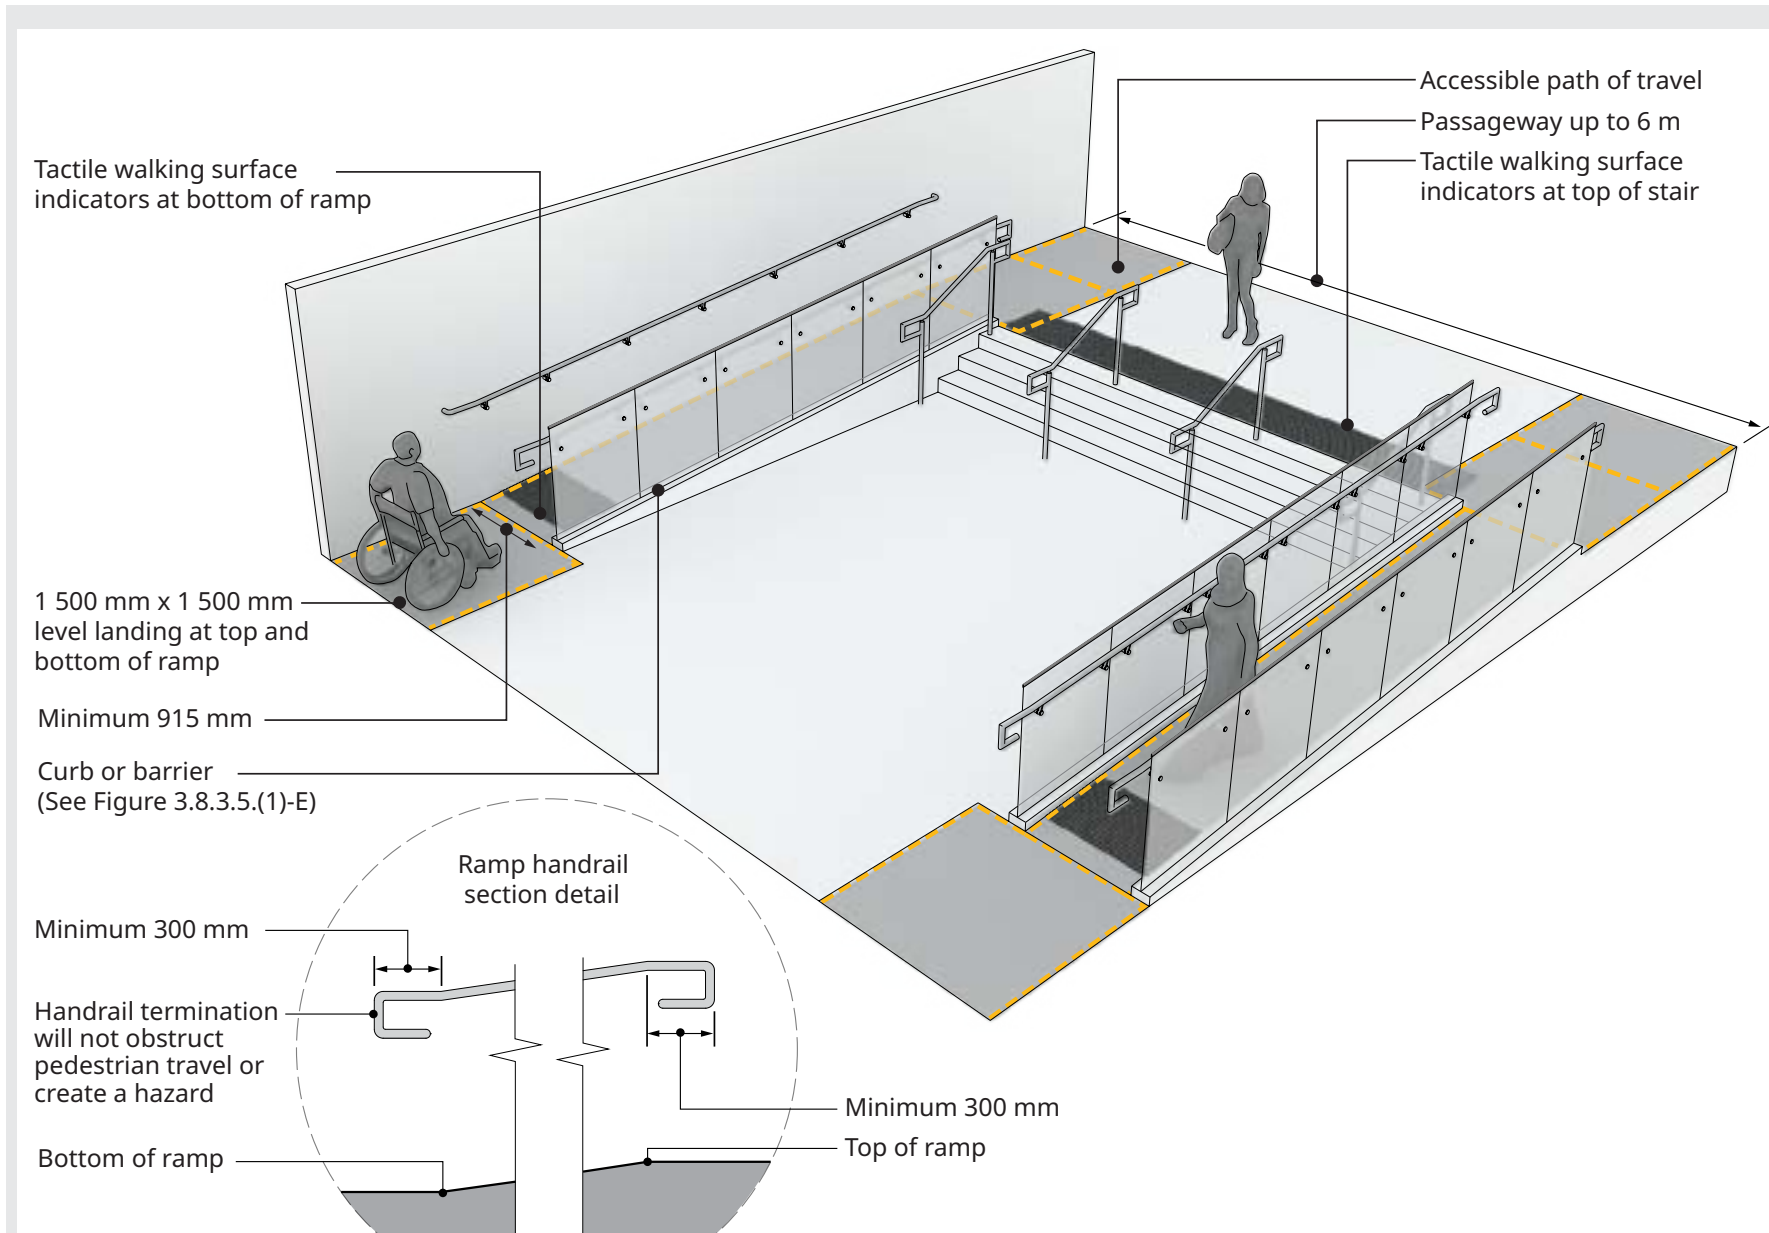 Accessible path of travel
Passageway up to 6 m
Tactile walking surface
indicators at top of stair
Tactile walking surface
indicators at bottom of ramp
1 500 mm x 1 500 mm
level landing at top and
bottom of ramp
Minimum 915 mm
Curb or barrier
(See Figure 3.8.3.5.(1)-E)
Ramp handrail
section detail
Minimum 300 mm
Handrail termination
will not obstruct
pedestrian travel or
create a hazard
Minimum 300 mm
Top of ramp
Bottom of ramp